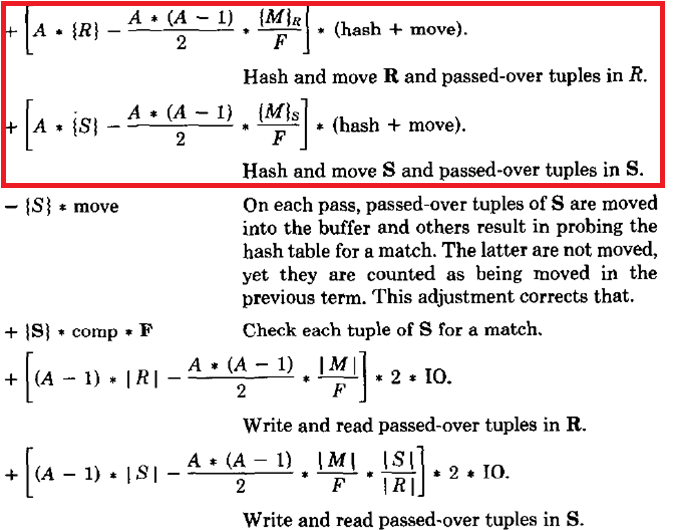 + [A * {R} − A * (A − 1) / 2 * {M}R / F] * (hash + move).
Hash and move R and passed-over tuples in R.
+ [A * {S} − A * (A − 1) / 2 * {M}S / F] * (hash + move).
Hash and move S and passed-over tuples in S.
− {S} * move On each pass, passed-over tuples of S are moved
into the buffer and others result in probing the
hash table for a match. The latter are not moved,
yet they are counted as being moved in the
previous term. This adjustment corrects that.
+ {S} * comp * F Check each tuple of S for a match.
+ [(A − 1) * |R| − A * (A − 1) / 2 * |M| / F] * 2 * IO.
Write and read passed-over tuples in R.
+ [(A − 1) * |S| − A * (A − 1) / 2 * |M| / F * |S| / |R|] * 2 * IO.
Write and read passed-over tuples in S.